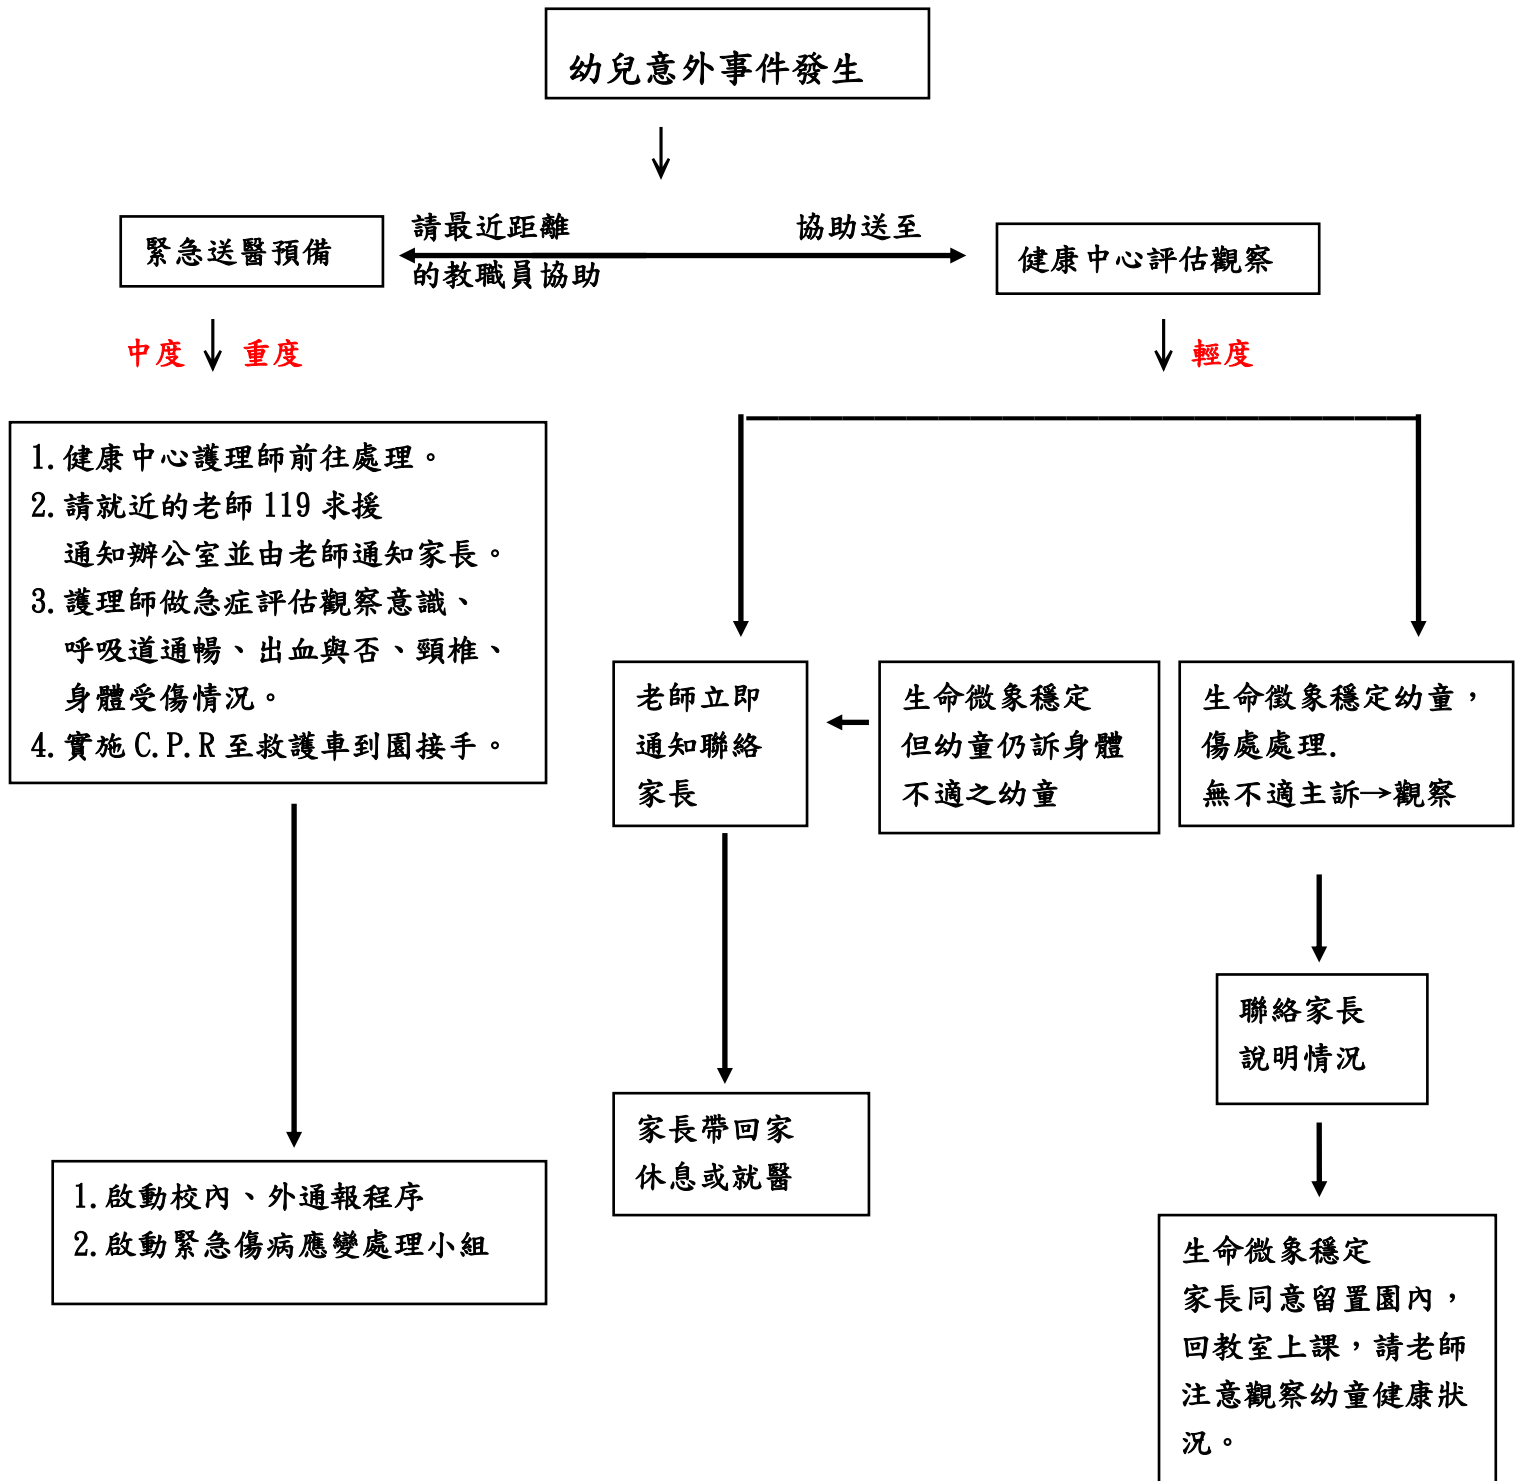 幼兒意外事件發生
請最近距離
的教職員協助
協助送至
緊急送醫預備
健康中心評估觀察
中度
重度
輕度
1.健康中心護理師前往處理。
2.請就近的老師 119 求援
通知辦公室並由老師通知家長。
3.護理師做急症評估觀察意識、
呼吸道通暢、出血與否、頸椎、
身體受傷情況。
4.實施 C.P.R 至救護車到園接手。
1.啟動校內、外通報程序
2.啟動緊急傷病應變處理小組
老師立即
通知聯絡
家長
生命微象穩定
但幼童仍訴身體
不適之幼童
家長帶回家
休息或就醫
生命徵象穩定幼童，
傷處處理.
無不適主訴→觀察
聯絡家長
說明情況
生命微象穩定
家長同意留置園內，
回教室上課，請老師
注意觀察幼童健康狀
況。